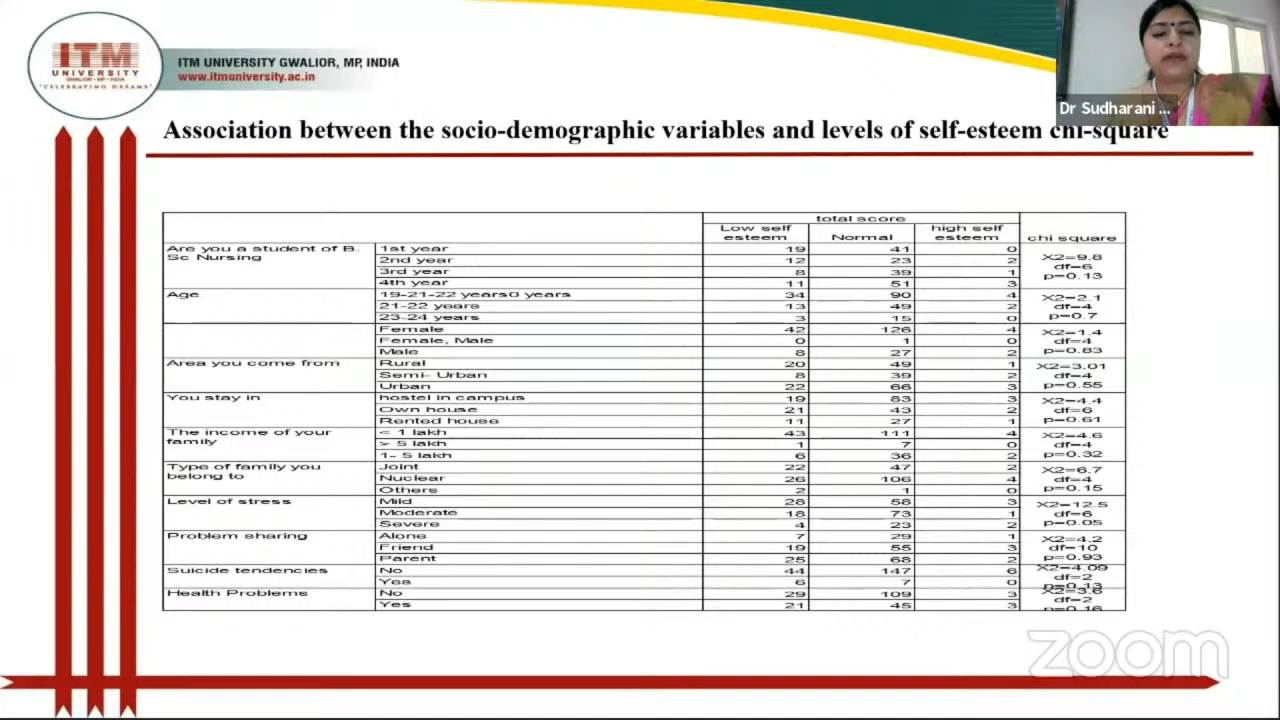 ITM
UNIVERSITY
GWALIOR • MP • INDIA
"CELEBRATING DREAMS"
ITM UNIVERSITY GWALIOR, MP, INDIA
www.itmuniversity.ac.in
Dr Sudharani ...
Association between the socio-demographic variables and levels of self-esteem chi-square
total score
Low self esteem Normal high self esteem chi square
Are you a student of B. Sc Nursing 1st year 19 41 0 X2=9.8 df=6 p=0.13
2nd year 12 23 2
3rd year 8 39 1
4th year 11 51 3
Age 19-21-22 years0 years 34 90 4 X2=2.1 df=4 p=0.7
21-22 years 13 49 2
23-24 years 3 15 0
Female 42 126 4 X2=1.4 df=4 p=0.83
Female, Male 0 1 0
Male 8 27 2
Area you come from Rural 20 49 1 X2=3.01 df=4 p=0.55
Semi- Urban 8 39 2
Urban 22 66 3
You stay in hostel in campus 19 83 3 X2=4.4 df=6 p=0.61
Own house 21 43 2
Rented house 11 27 1
The income of your family < 1 lakh 43 111 4 X2=4.6 df=4 p=0.32
> 5 lakh 1 7 0
1- 5 lakh 6 36 2
Type of family you belong to Joint 22 47 2 X2=6.7 df=4 p=0.15
Nuclear 26 106 4
Others 2 1 0
Level of stress Mild 28 58 3 X2=12.5 df=6 p=0.05
Moderate 18 73 1
Severe 4 23 2
Problem sharing Alone 7 29 1 X2=4.2 df=10 p=0.93
Friend 19 55 3
Parent 25 68 2
Suicide tendencies No 44 147 6 X2=4.09 df=2 p=0.13
Yes 6 7 0
Health Problems No 29 109 3 X2=3.6 df=2 p=0.16
Yes 21 45 3
zoom